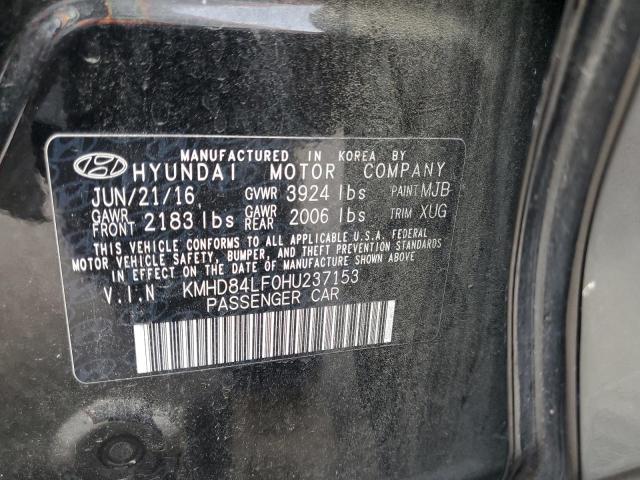 MANUFACTURED IN KOREA BY
HYUNDAI MOTOR COMPANY
JUN/21/16 GVWR 3924 lbs PAINT MJB
GAWR FRONT 2183 lbs GAWR REAR 2006 lbs TRIM XUG
THIS VEHICLE CONFORMS TO ALL APPLICABLE U.S.A. FEDERAL
MOTOR VEHICLE SAFETY, BUMPER, AND THEFT PREVENTION STANDARDS
IN EFFECT ON THE DATE OF MANUFACTURE SHOWN ABOVE.
V.I.N KMHD84LF0HU237153
PASSENGER CAR